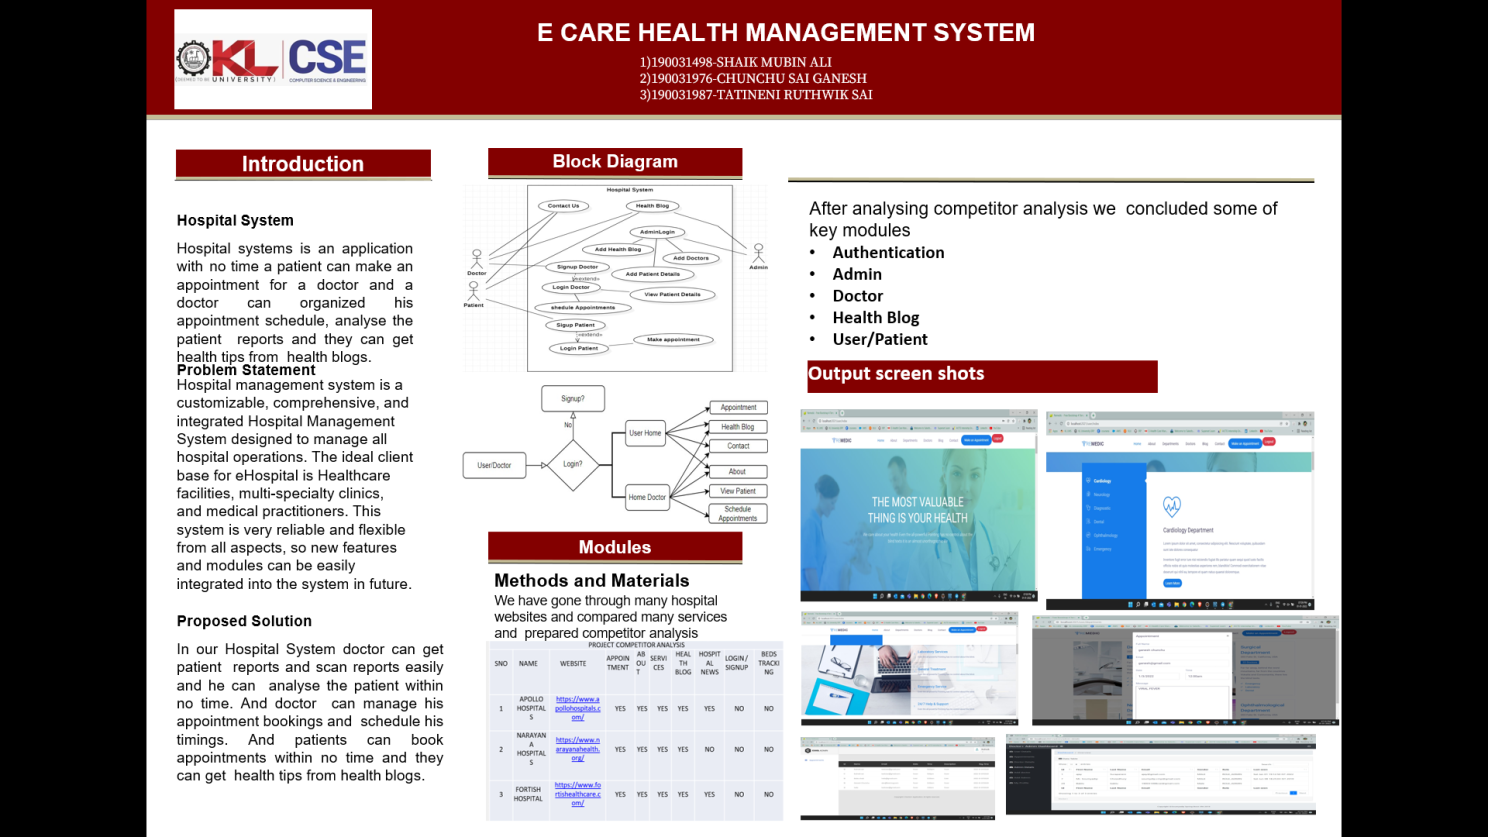 KL | CSE
(DEEMED TO BE UNIVERSITY)
COMPUTER SCIENCE & ENGINEERING
E CARE HEALTH MANAGEMENT SYSTEM
1)190031498-SHAIK MUBIN ALI
2)190031976-CHUNCHU SAI GANESH
3)190031987-TATINENI RUTHWIK SAI
Introduction
Hospital System
Hospital systems is an application
with no time a patient can make an
appointment for a doctor and a
doctor can organized his
appointment schedule, analyse the
patient reports and they can get
health tips from health blogs.
Problem Statement
Hospital management system is a
customizable, comprehensive, and
integrated Hospital Management
System designed to manage all
hospital operations. The ideal client
base for eHospital is Healthcare
facilities, multi-specialty clinics,
and medical practitioners. This
system is very reliable and flexible
from all aspects, so new features
and modules can be easily
integrated into the system in future.
Proposed Solution
In our Hospital System doctor can get
patient reports and scan reports easily
and he can analyse the patient within
no time. And doctor can manage his
appointment bookings and schedule his
timings. And patients can book
appointments within no time and they
can get health tips from health blogs.
Block Diagram
Hospital System
Contact Us
Health Blog
AdminLogin
Add Health Blog
Add Doctors
Doctor
Admin
Signup Doctor
Add Patient Details
<<extend>>
Login Doctor
View Patient Details
Patient
shedule Appointments
Sigup Patient
<<extend>>
Make appointment
Login Patient
Signup?
No
User/Doctor
Login?
User Home
Home Doctor
Appointment
Health Blog
Contact
About
View Patient
Schedule
Appointments
Modules
Methods and Materials
We have gone through many hospital
websites and compared many services
and prepared competitor analysis
PROJECT COMPETITOR ANALYSIS
SNO NAME WEBSITE APPOINTMENT ABOUT SERVICES HEALTH BLOG HOSPITAL NEWS LOGIN/SIGNUP BEDS TRACKING
1 APOLLO HOSPITALS https://www.apollohospitals.com/ YES YES YES YES YES NO NO
2 NARAYANA HOSPITALS https://www.narayanahealth.org/ YES YES YES YES NO NO NO
3 FORTISH HOSPITAL https://www.fortishealthcare.com/ YES YES YES YES YES NO NO
After analysing competitor analysis we concluded some of
key modules
• Authentication
• Admin
• Doctor
• Health Blog
• User/Patient
Output screen shots
THE MOST VALUABLE
THING IS YOUR HEALTH
Cardiology
Neurology
Diagnostic
Dental
Ophthalmology
Emergency
Cardiology Department